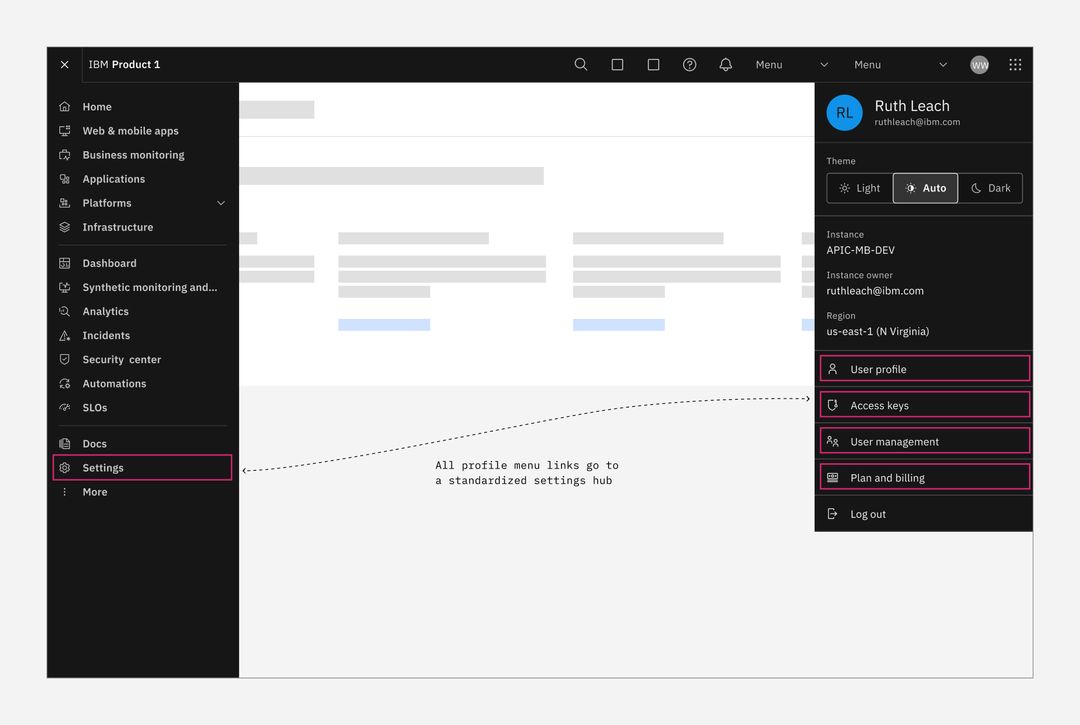 IBM Product 1
Menu
Menu
WW
Home
Web & mobile apps
Business monitoring
Applications
Platforms
Infrastructure
Dashboard
Synthetic monitoring and...
Analytics
Incidents
Security center
Automations
SLOs
Docs
Settings
More
All profile menu links go to
a standardized settings hub
RL
Ruth Leach
ruthleach@ibm.com
Theme
Light
Auto
Dark
Instance
APIC-MB-DEV
Instance owner
ruthleach@ibm.com
Region
us-east-1 (N Virginia)
User profile
Access keys
User management
Plan and billing
Log out